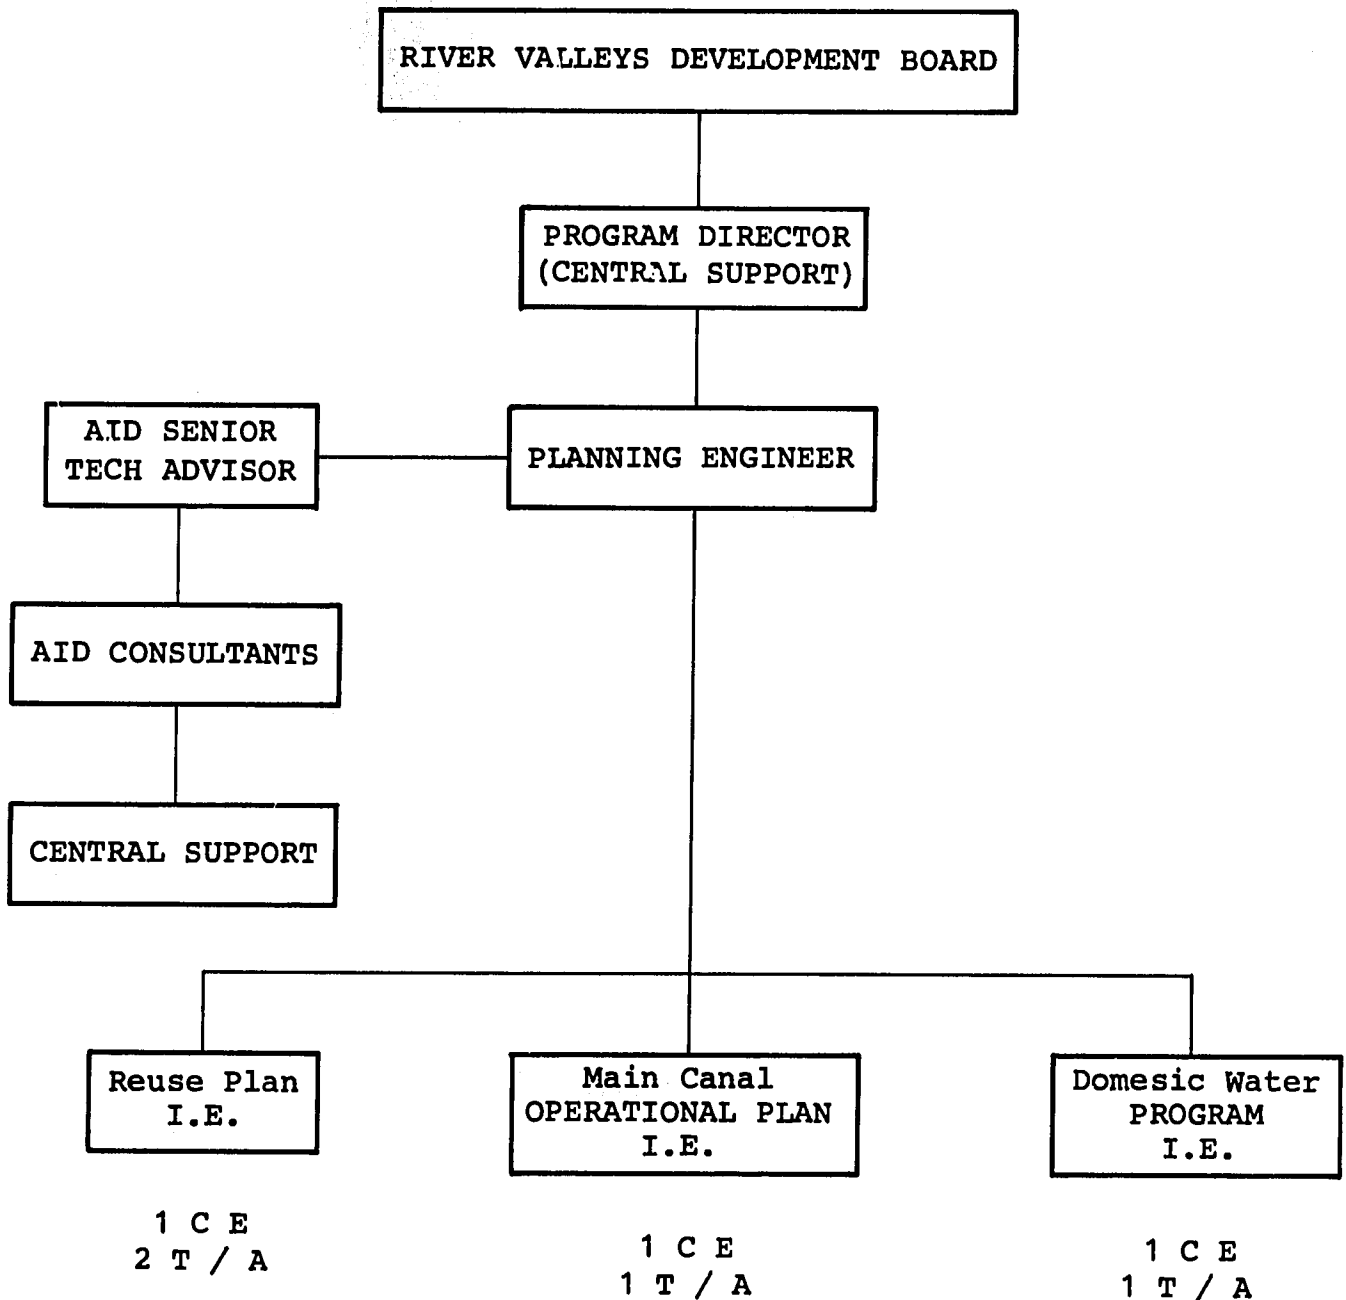 RIVER VALLEYS DEVELOPMENT BOARD
PROGRAM DIRECTOR
(CENTRAL SUPPORT)
AID SENIOR
TECH ADVISOR
PLANNING ENGINEER
AID CONSULTANTS
CENTRAL SUPPORT
Reuse Plan
I.E.
Main Canal
OPERATIONAL PLAN
I.E.
Domesic Water
PROGRAM
I.E.
1 C E
2 T / A
1 C E
1 T / A
1 C E
1 T / A